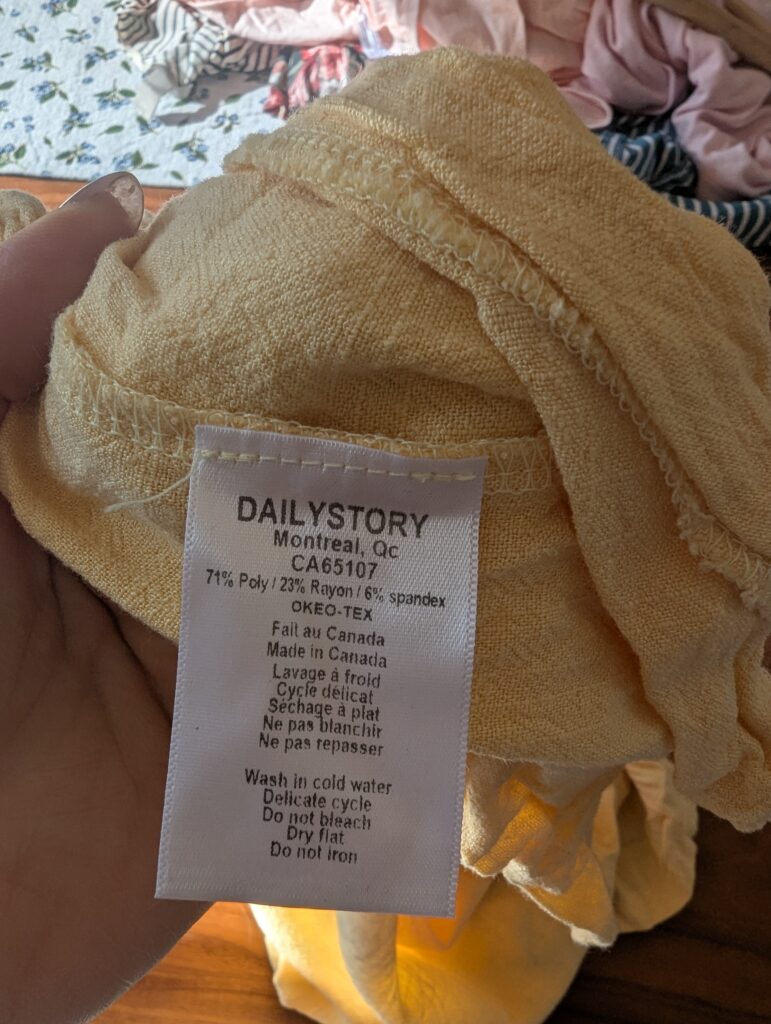 DAILYSTORY
Montreal, Qc
CA65107
71% Poly / 23% Rayon / 6% spandex
OKEO-TEX
Fait au Canada
Made in Canada
Lavage à froid
Cycle délicat
Séchage à plat
Ne pas blanchir
Ne pas repasser
Wash in cold water
Delicate cycle
Do not bleach
Dry flat
Do not iron